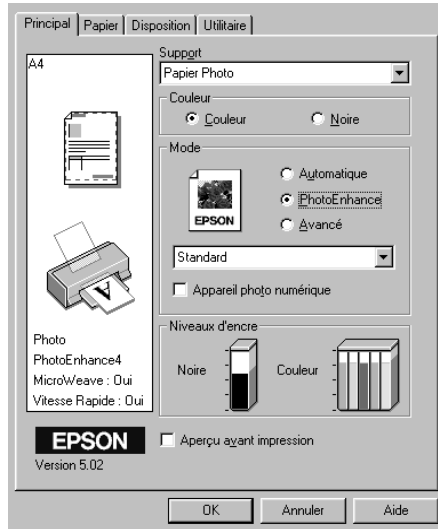 Principal Papier Disposition Utilitaire
A4
Support
Papier Photo
Couleur
Couleur Noire
Mode
EPSON
Automatique
PhotoEnhance
Avancé
Standard
Appareil photo numérique
Niveaux d'encre
Noire Couleur
A
Photo
PhotoEnhance4
MicroWeave : Oui
Vitesse Rapide : Oui
EPSON
Version 5.02
Aperçu avant impression
OK Annuler Aide